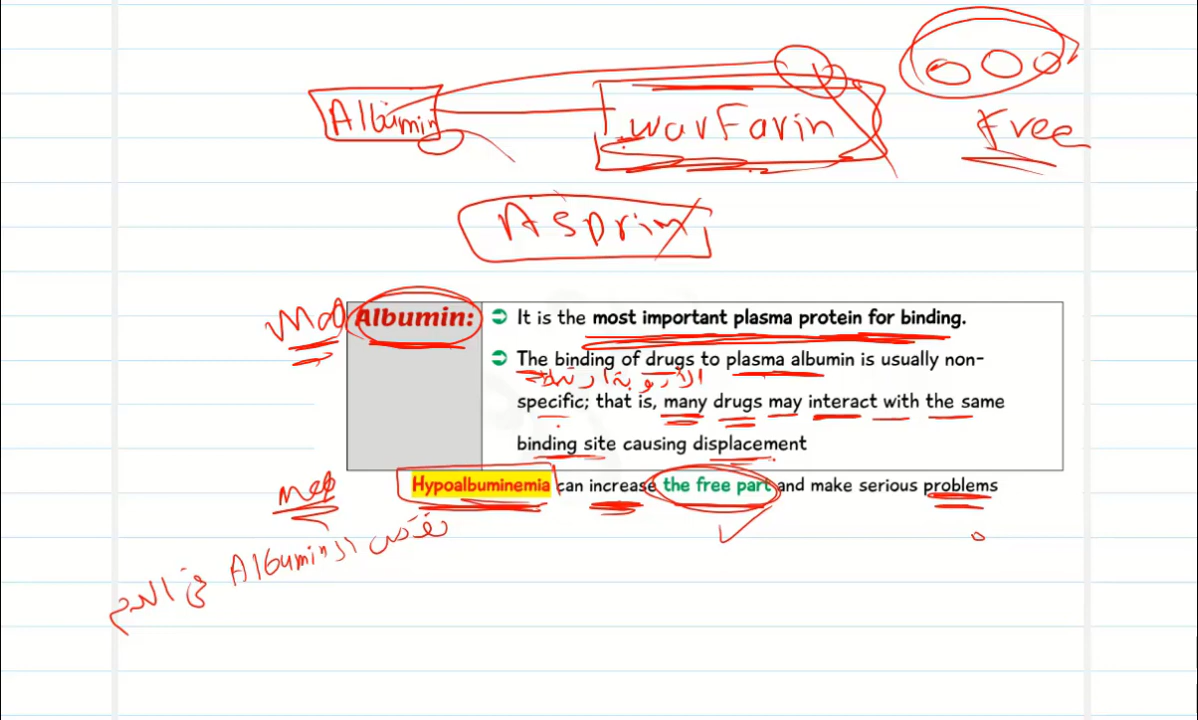 Albumin
warFarin
Free
Asprin
Albumin:
➲ It is the most important plasma protein for binding.
➲ The binding of drugs to plasma albumin is usually non-
specific; that is, many drugs may interact with the same
binding site causing displacement
Hypoalbuminemia can increase the free part and make serious problems
نقص الـ Albumin في الدم